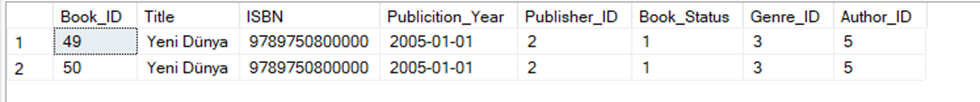 Book_ID Title ISBN Publicition_Year Publisher_ID Book_Status Genre_ID Author_ID
1 49 Yeni Dünya 9789750800000 2005-01-01 2 1 3 5
2 50 Yeni Dünya 9789750800000 2005-01-01 2 1 3 5